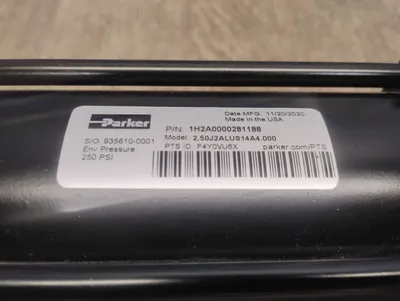 Parker
Date MFG.: 11/20/2020
Made in the USA
P/N: 1H2A0000281188
S/O: 935610-0001
Model: 2.50J2ALUS14A4.000
Env Pressure
PTS ID: F4Y0VU6X
parker.com/PTS
250 PSI